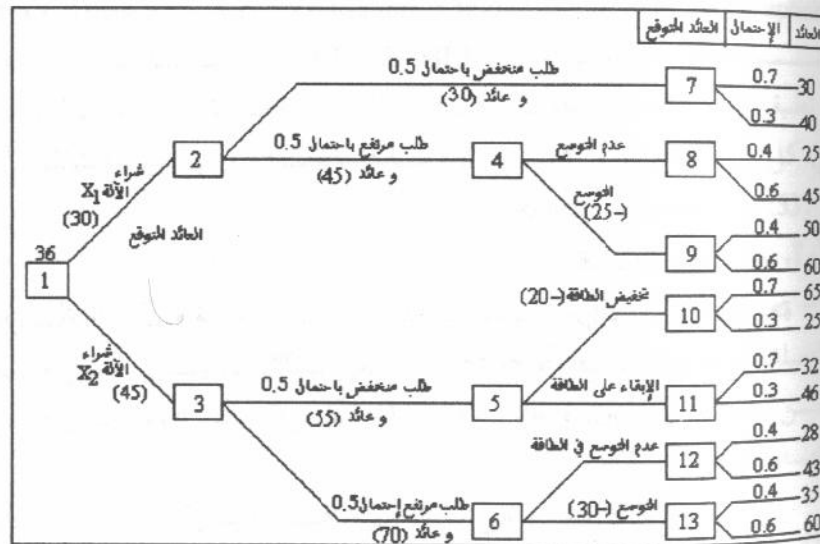 العائد المتوقع الإحتمال العائد
طلب منخفض باحتمال 0.5
و عائد (30)
7
0.7 30
0.3 40
2
طلب مرتفع باحتمال 0.5
و عائد (45)
4
عدم التوسع
8
0.4 25
0.6 45
شراء
الآلة X1
(30)
التوسع
(25-)
9
0.4 50
0.6 60
العائد المتوقع
36
1
تخفيض الطاقة (-20)
10
0.7 65
0.3 25
شراء
الآلة X2
(45)
3
طلب منخفض باحتمال 0.5
و عائد (55)
5
الإبقاء على الطاقة
11
0.7 32
0.3 46
عدم التوسع في الطاقة
12
0.4 28
0.6 43
طلب مرتفع إحتمال 0.5
و عائد (70)
6
التوسع (-30)
13
0.4 35
0.6 60